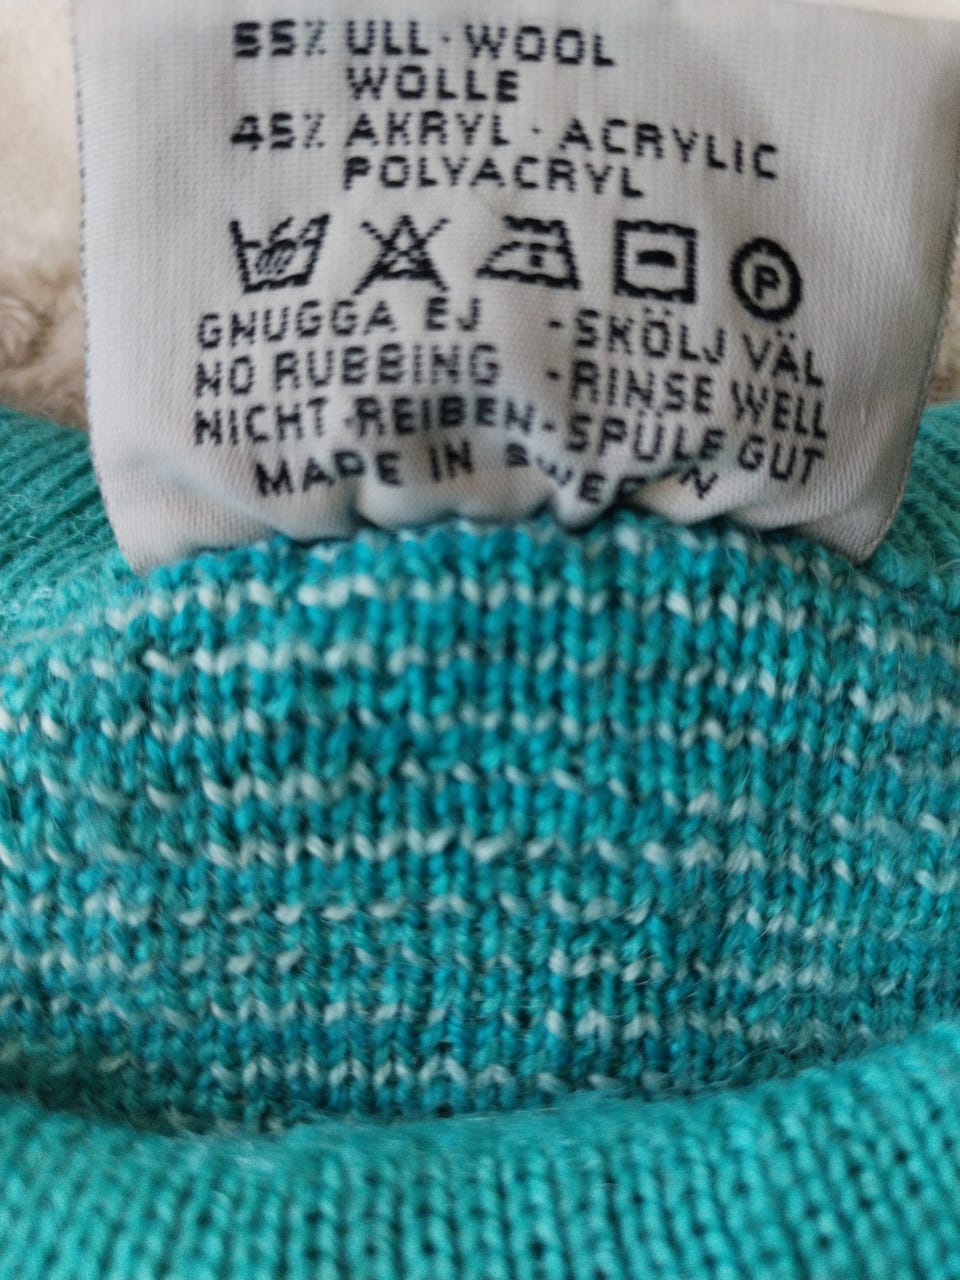 55% ULL · WOOL
WOLLE
45% AKRYL · ACRYLIC
POLYACRYL
P
GNUGGA EJ - SKÖLJ VÄL
NO RUBBING - RINSE WELL
NICHT REIBEN - SPÜLE GUT
MADE IN SWEDEN